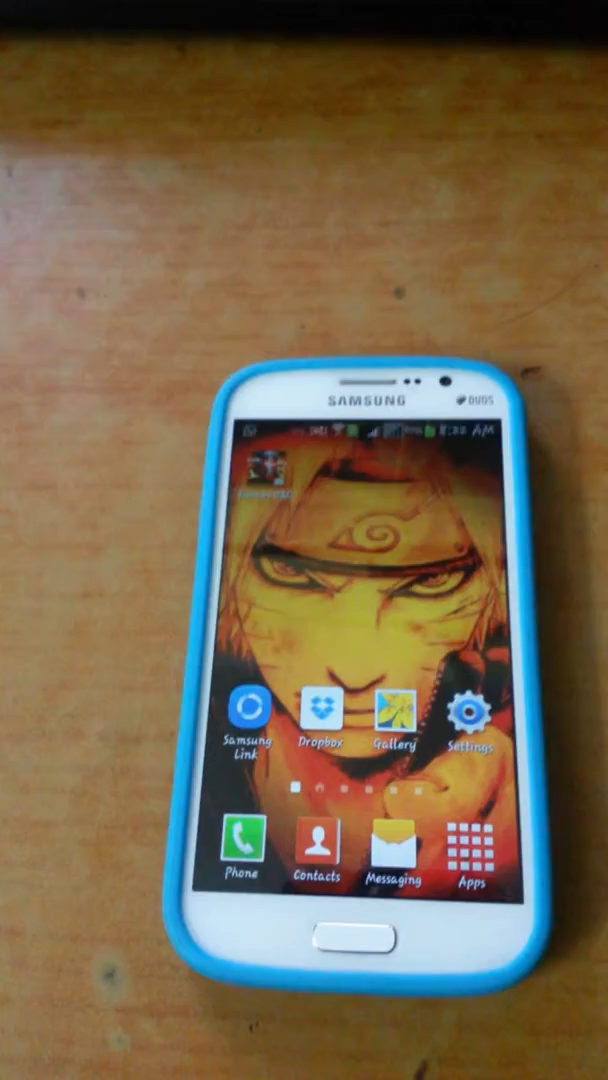 SAMSUNG
DUOS
Samsung Link
Dropbox
Gallery
Settings
Phone
Contacts
Messaging
Apps